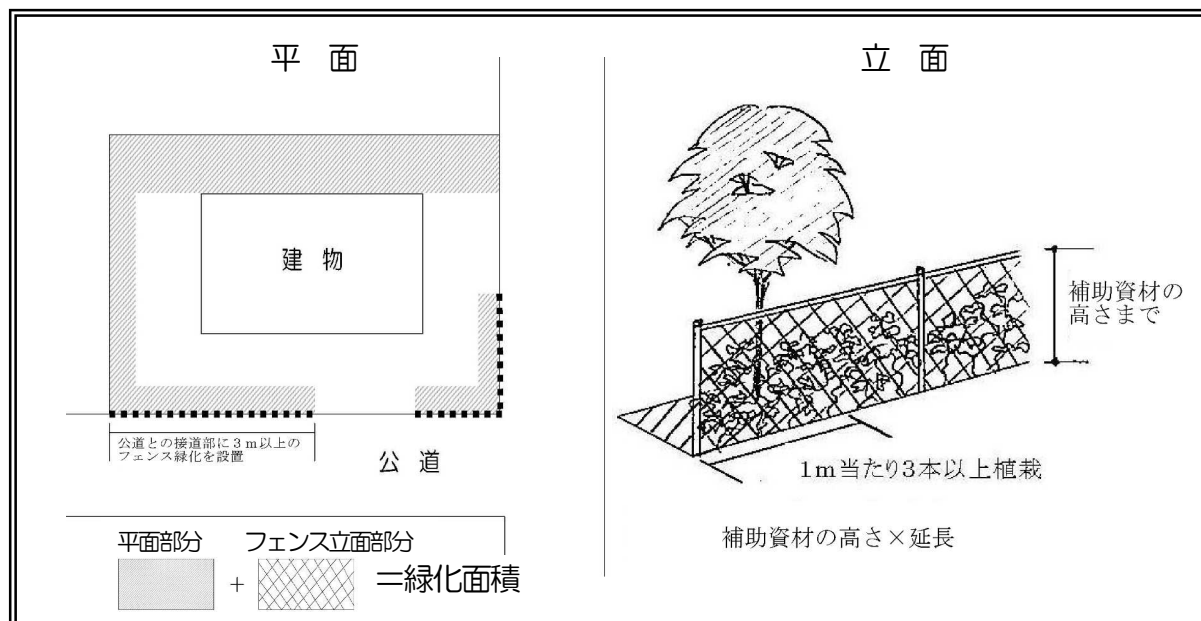 平 面
建 物
公道との接道部に３ｍ以上の
フェンス緑化を設置
公 道
平面部分 フェンス立面部分
+ ＝緑化面積
立 面
補助資材の
高さまで
1m当たり3本以上植栽
補助資材の高さ×延長